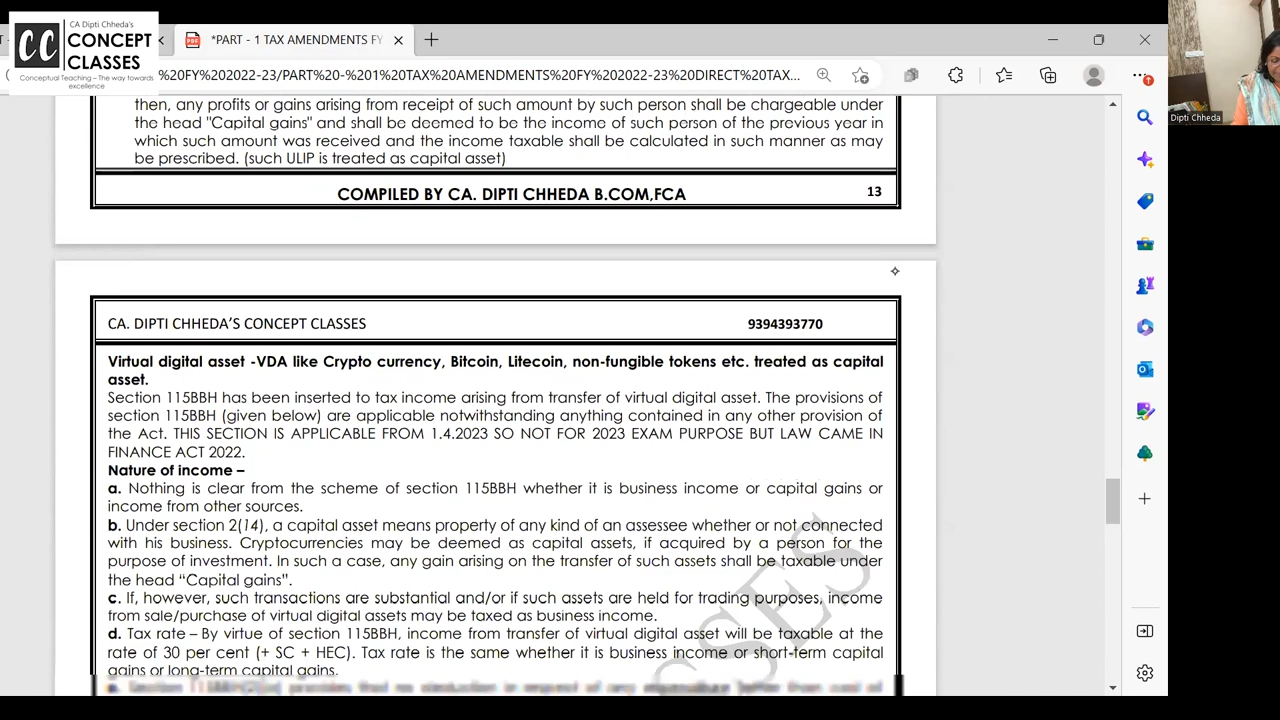 CA Dipti Chheda's
CONCEPT
CLASSES
Conceptual Teaching – The way towards
excellence
*PART - 1 TAX AMENDMENTS FY
%20FY%202022-23/PART%20-%201%20TAX%20AMENDMENTS%20FY%202022-23%20DIRECT%20TAX...
Dipti Chheda
then, any profits or gains arising from receipt of such amount by such person shall be chargeable under
the head "Capital gains" and shall be deemed to be the income of such person of the previous year in
which such amount was received and the income taxable shall be calculated in such manner as may
be prescribed. (such ULIP is treated as capital asset)
COMPILED BY CA. DIPTI CHHEDA B.COM,FCA 13
CA. DIPTI CHHEDA'S CONCEPT CLASSES 9394393770
Virtual digital asset -VDA like Crypto currency, Bitcoin, Litecoin, non-fungible tokens etc. treated as capital
asset.
Section 115BBH has been inserted to tax income arising from transfer of virtual digital asset. The provisions of
section 115BBH (given below) are applicable notwithstanding anything contained in any other provision of
the Act. THIS SECTION IS APPLICABLE FROM 1.4.2023 SO NOT FOR 2023 EXAM PURPOSE BUT LAW CAME IN
FINANCE ACT 2022.
Nature of income –
a. Nothing is clear from the scheme of section 115BBH whether it is business income or capital gains or
income from other sources.
b. Under section 2(14), a capital asset means property of any kind of an assessee whether or not connected
with his business. Cryptocurrencies may be deemed as capital assets, if acquired by a person for the
purpose of investment. In such a case, any gain arising on the transfer of such assets shall be taxable under
the head “Capital gains”.
c. If, however, such transactions are substantial and/or if such assets are held for trading purposes, income
from sale/purchase of virtual digital assets may be taxed as business income.
d. Tax rate – By virtue of section 115BBH, income from transfer of virtual digital asset will be taxable at the
rate of 30 per cent (+ SC + HEC). Tax rate is the same whether it is business income or short-term capital
gains or long-term capital gains.